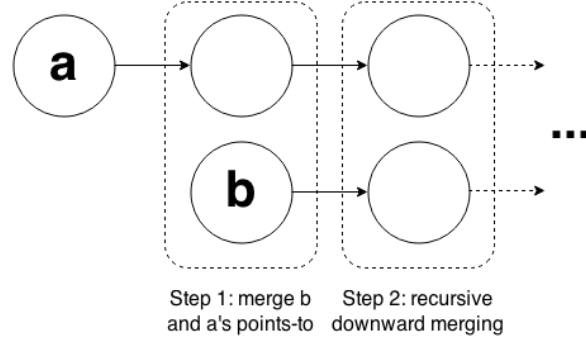 a
b
...
Step 1: merge b
and a's points-to
Step 2: recursive
downward merging